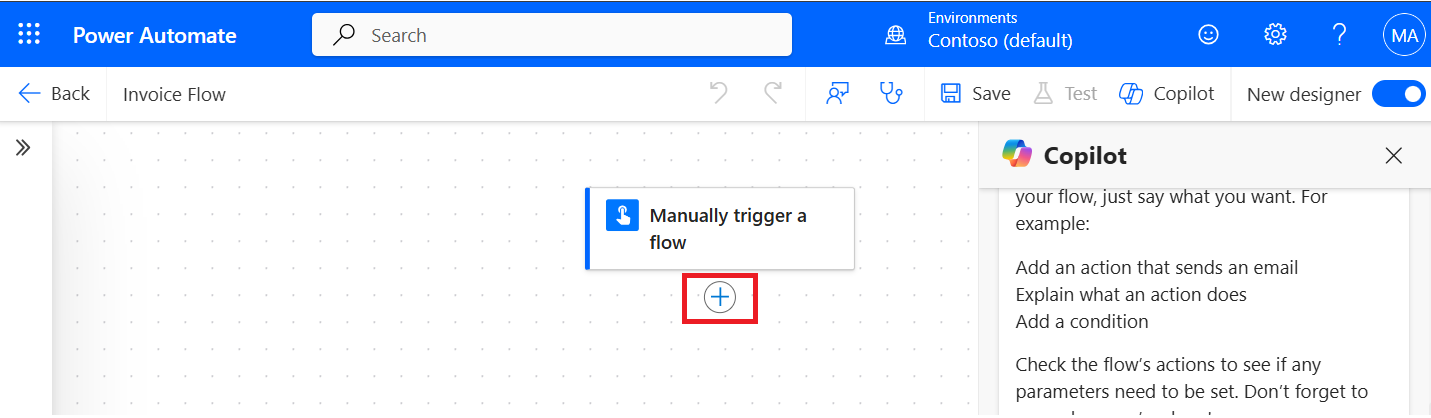 Power Automate
Search
Environments
Contoso (default)
MA
Back
Invoice Flow
Save
Test
Copilot
New designer
Copilot
Manually trigger a
flow
your flow, just say what you want. For
example:
Add an action that sends an email
Explain what an action does
Add a condition
Check the flow’s actions to see if any
parameters need to be set. Don’t forget to